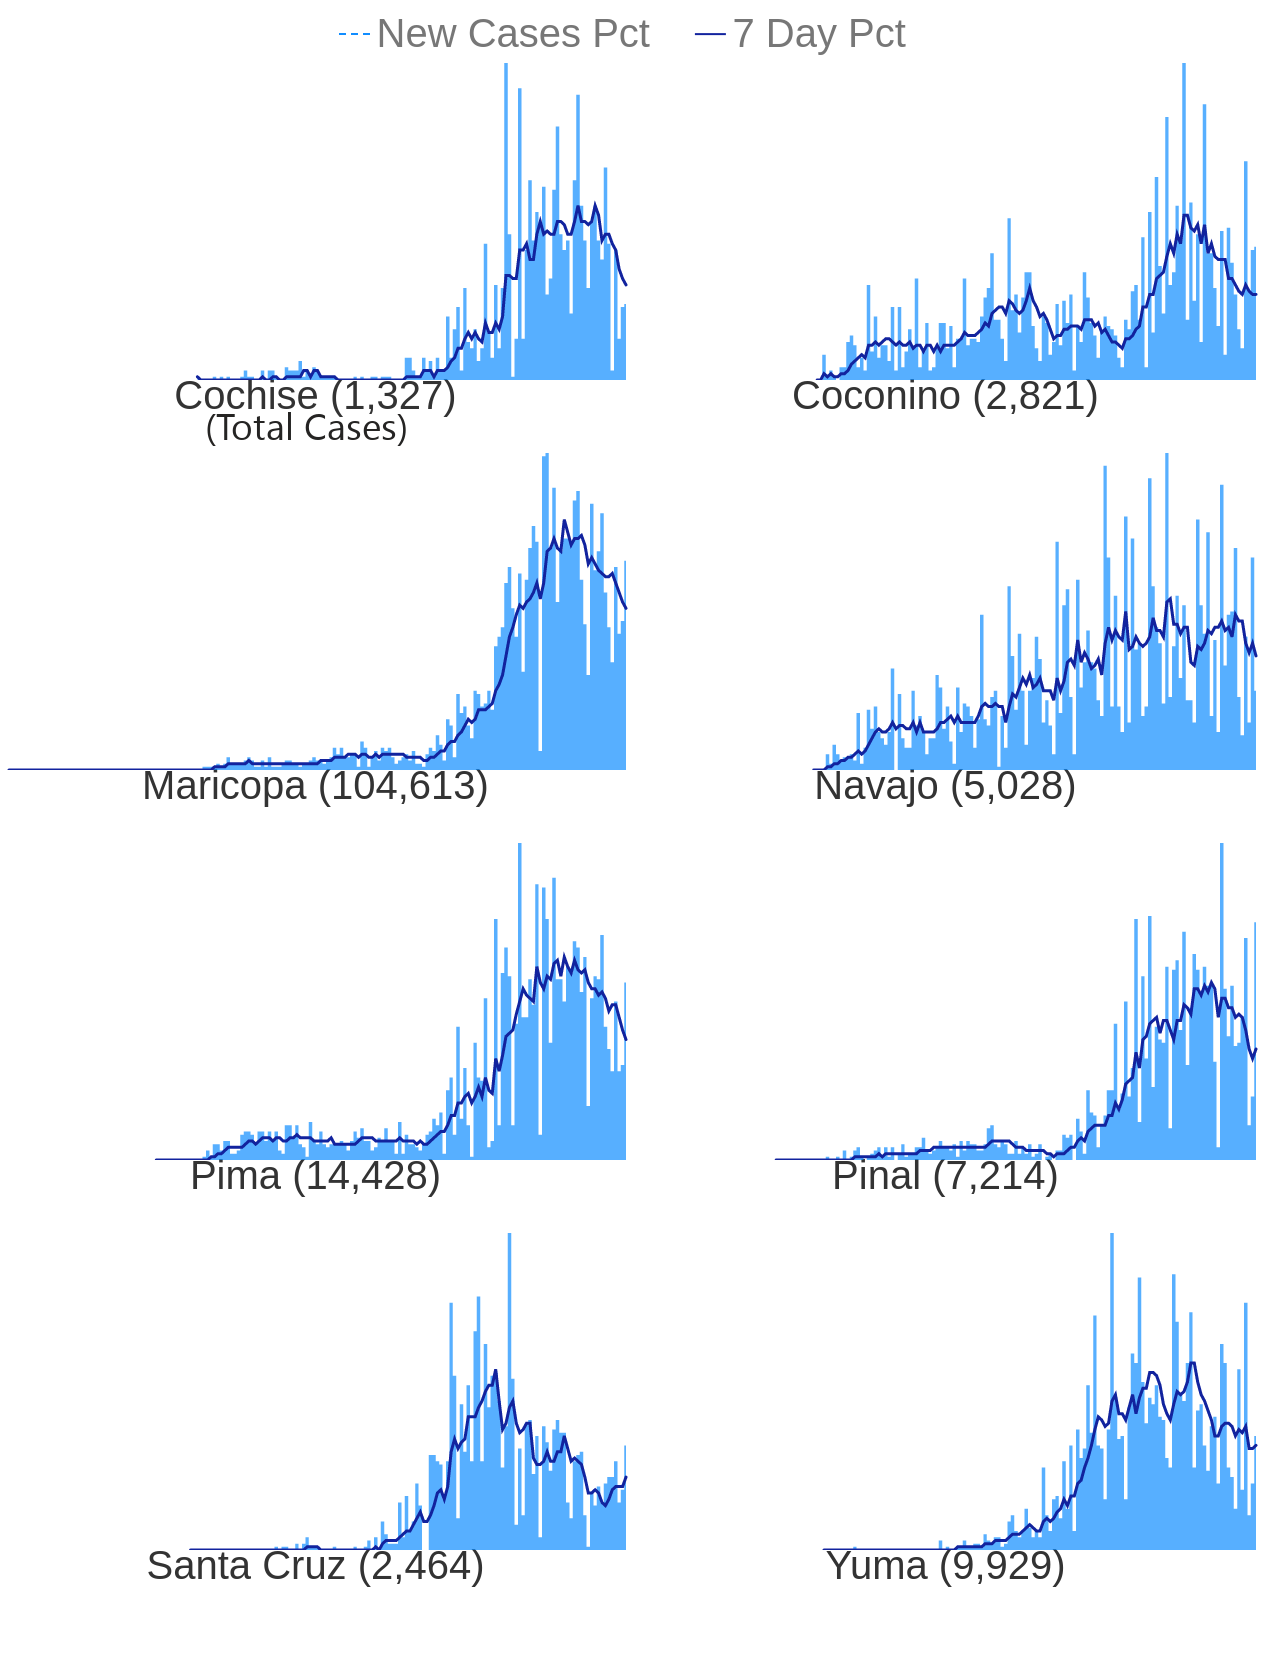 New Cases Pct 7 Day Pct
Cochise (1,327) Coconino (2,821)
(Total Cases)
Maricopa (104,613) Navajo (5,028)
Pima (14,428) Pinal (7,214)
Santa Cruz (2,464) Yuma (9,929)